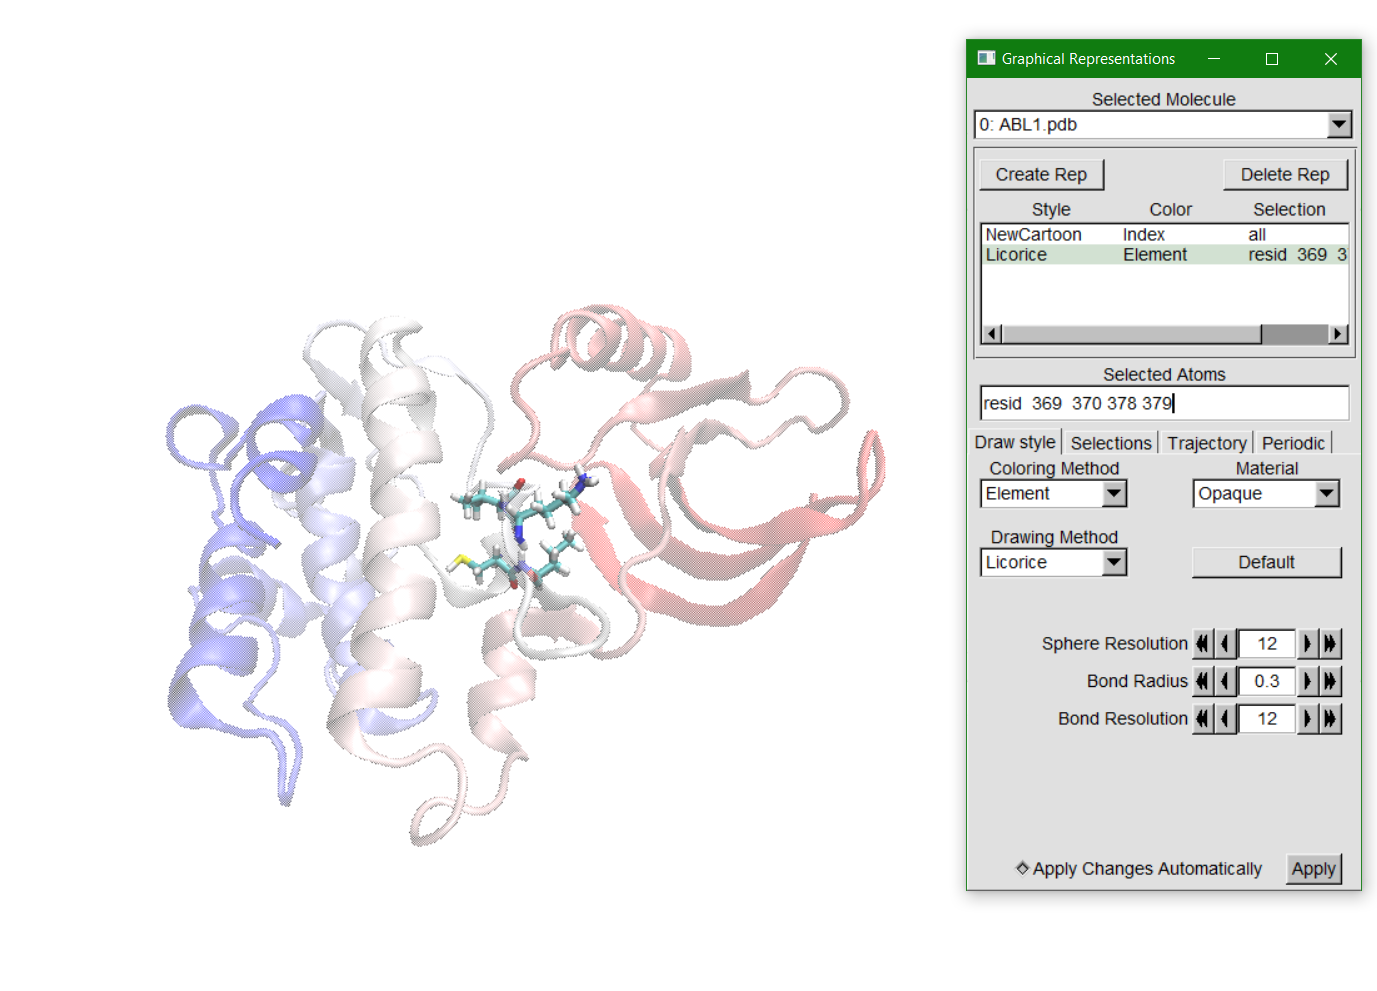 Graphical Representations
Selected Molecule
0: ABL1.pdb
Create Rep Delete Rep
Style Color Selection
NewCartoon Index all
Licorice Element resid 369 3
Selected Atoms
resid 369 370 378 379
Draw style Selections Trajectory Periodic
Coloring Method Material
Element Opaque
Drawing Method
Licorice Default
Sphere Resolution 12
Bond Radius 0.3
Bond Resolution 12
Apply Changes Automatically Apply